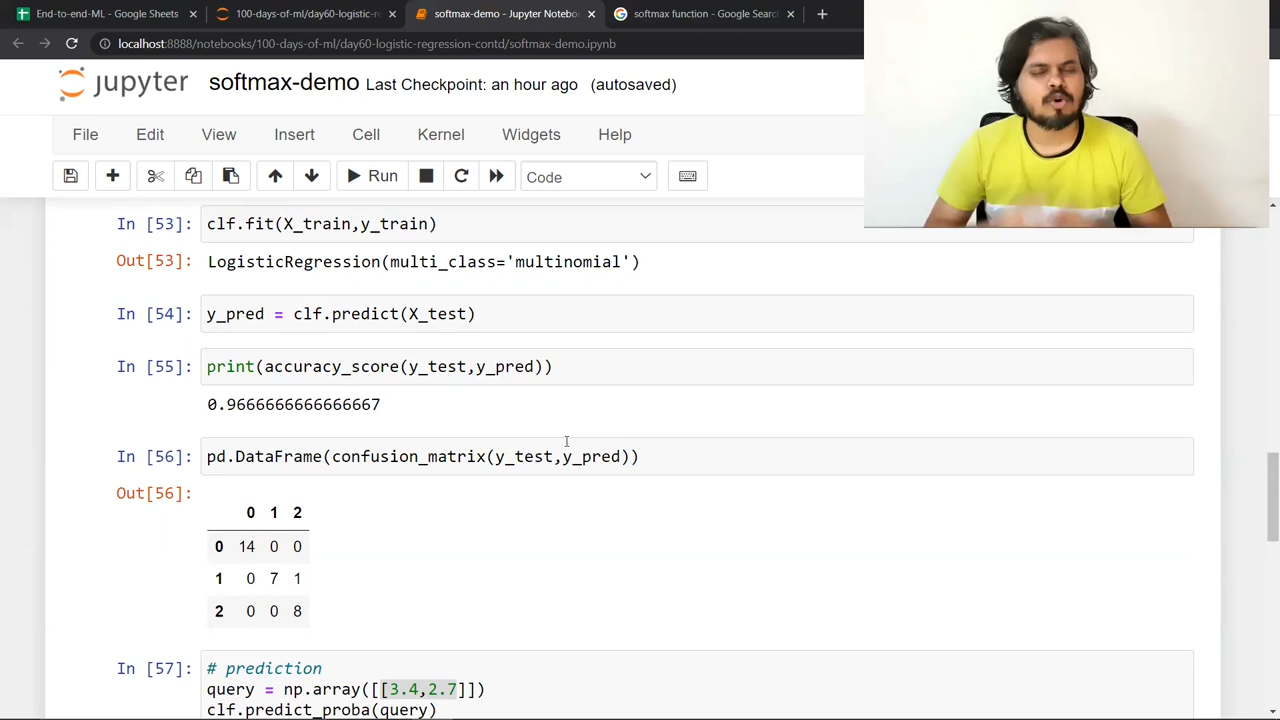 End-to-end-ML - Google Sheets
100-days-of-ml/day60-logistic-re
softmax-demo - Jupyter Notebo
softmax function - Google Searc
localhost:8888/notebooks/100-days-of-ml/day60-logistic-regression-contd/softmax-demo.ipynb
jupyter softmax-demo Last Checkpoint: an hour ago (autosaved)
File Edit View Insert Cell Kernel Widgets Help
Run Code
In [53]: clf.fit(X_train,y_train)
Out[53]: LogisticRegression(multi_class='multinomial')
In [54]: y_pred = clf.predict(X_test)
In [55]: print(accuracy_score(y_test,y_pred))
0.9666666666666667
In [56]: pd.DataFrame(confusion_matrix(y_test,y_pred))
Out[56]:
0 1 2
0 14 0 0
1 0 7 1
2 0 0 8
In [57]: # prediction
query = np.array([[3.4,2.7]])
clf.predict_proba(query)